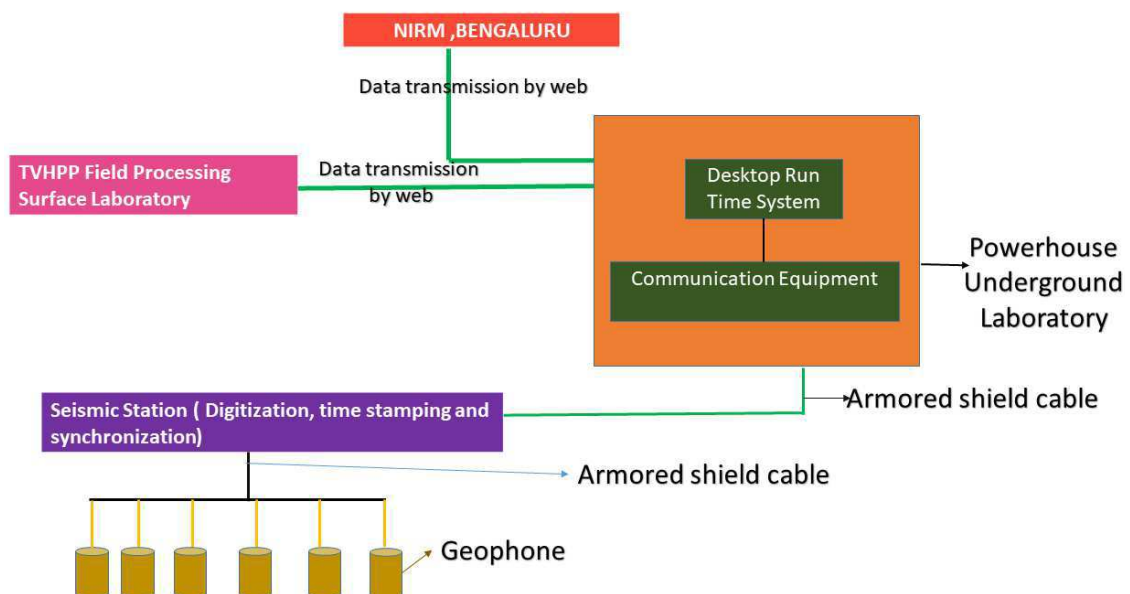 NIRM ,BENGALURU
Data transmission by web
TVHPP Field Processing
Surface Laboratory
Data transmission
by web
Desktop Run
Time System
Communication Equipment
Powerhouse
Underground
Laboratory
Seismic Station ( Digitization, time stamping and
synchronization)
Armored shield cable
Armored shield cable
Geophone